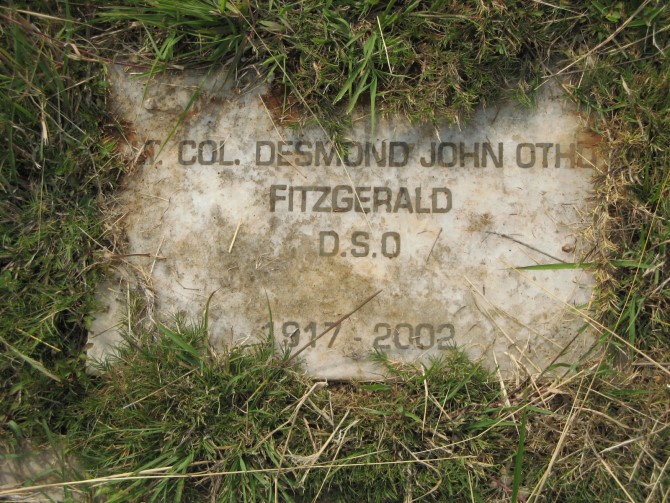 COL. DESMOND JOHN
FITZGERALD
D.S.O
1917 - 2002